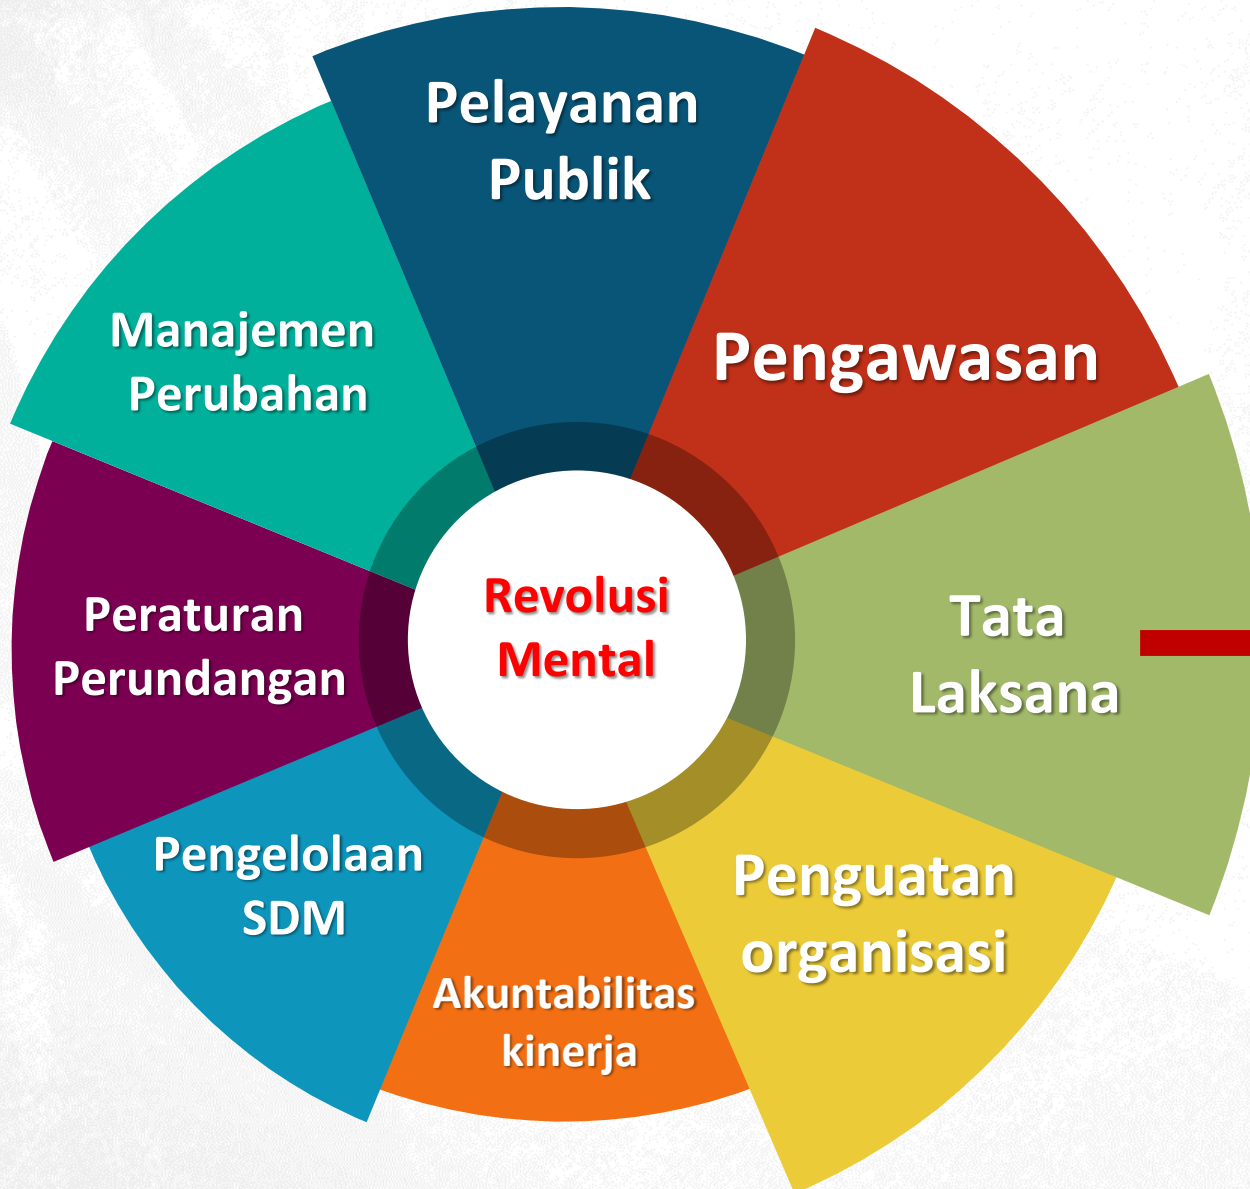 Pelayanan
Publik
Pengawasan
Manajemen
Perubahan
Revolusi
Mental
Tata
Laksana
Peraturan
Perundangan
Pengelolaan
SDM
Penguatan
organisasi
Akuntabilitas
kinerja